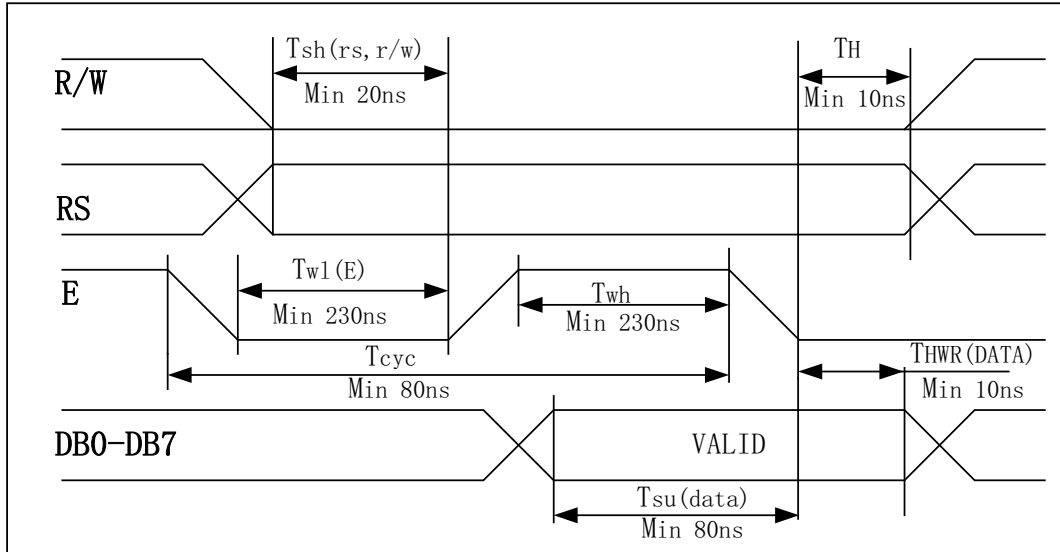 Tsh(rs,r/w)
TH
R/W
Min 20ns
Min 10ns
RS
Twl(E)
E
Twh
Min 230ns
Min 230ns
Tcyc
THWR(DATA)
Min 80ns
Min 10ns
DB0-DB7
VALID
Tsu(data)
Min 80ns